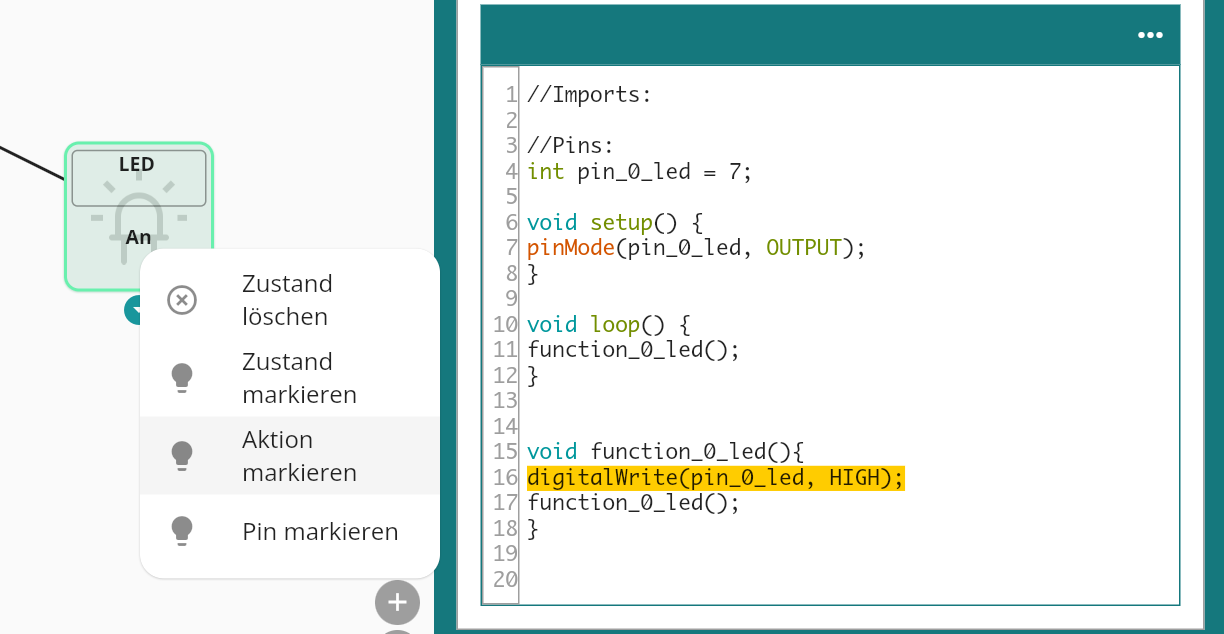 LED
An
Zustand
löschen
Zustand
markieren
Aktion
markieren
Pin markieren
1 //Imports:
2
3 //Pins:
4 int pin_0_led = 7;
5
6 void setup() {
7 pinMode(pin_0_led, OUTPUT);
8 }
9
10 void loop() {
11 function_0_led();
12 }
13
14
15 void function_0_led(){
16 digitalWrite(pin_0_led, HIGH);
17 function_0_led();
18 }
19
20